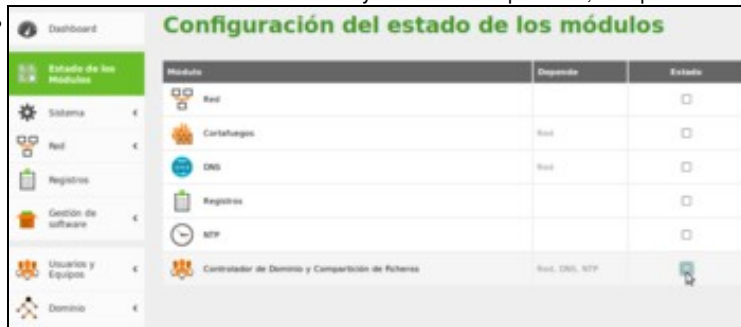 Dashboard
Configuración del estado de los módulos
Estado de los
Módulos
Módulo Depende Estado
Red
Sistema
Cortafuegos Red
Red
DNS Red
Registros
Registros
Gestión de
software
NTP
Usuarios y
Equipos
Controlador de Dominio y Compartición de Ficheros Red, DNS, NTP
Dominio